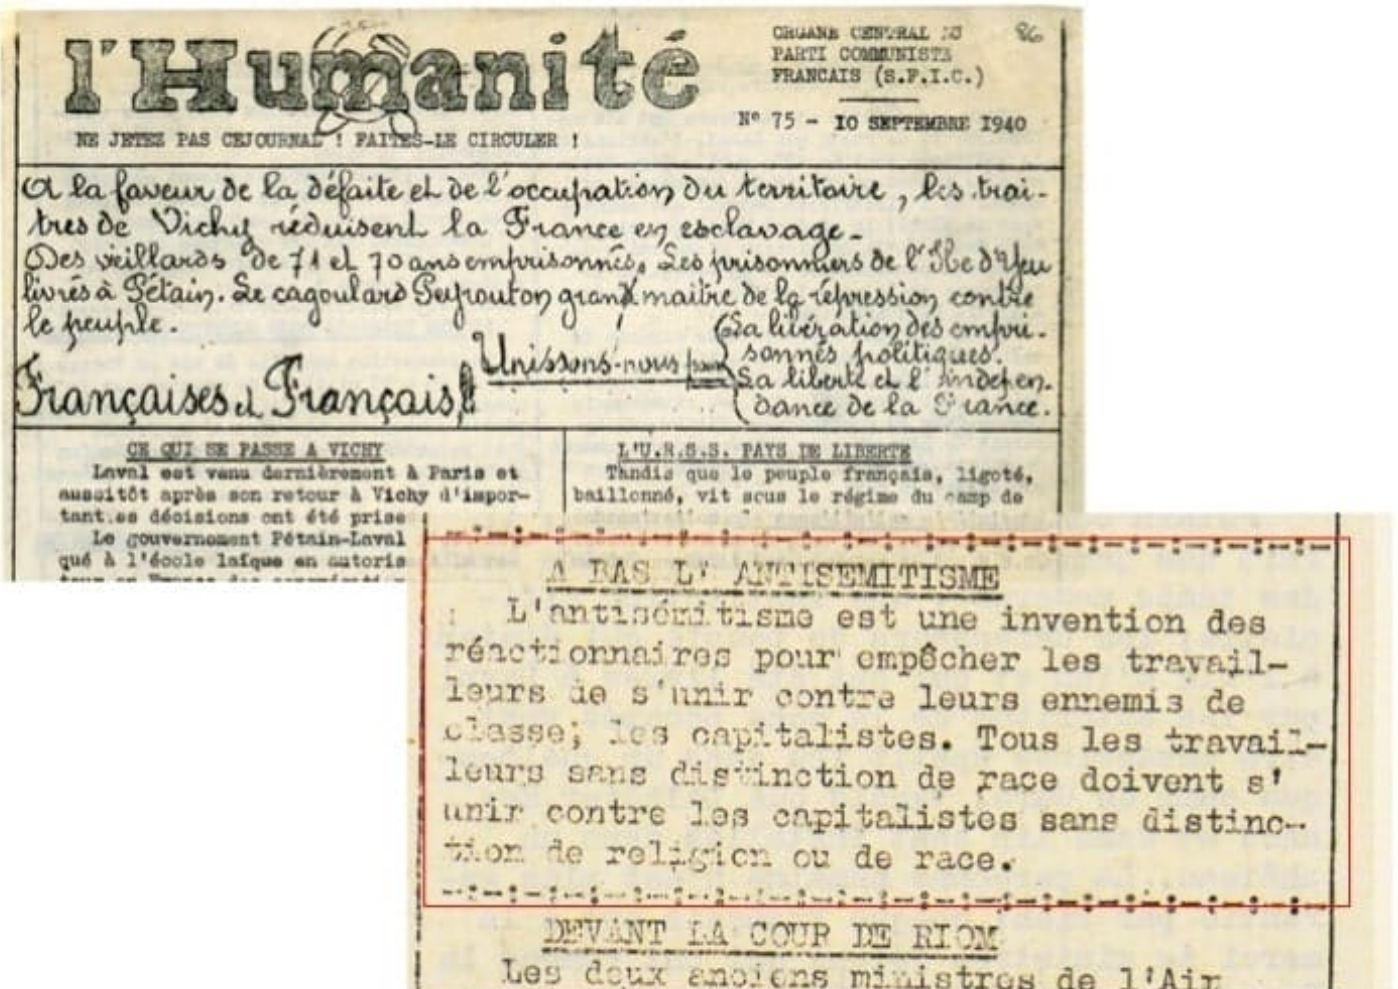 l'Humanité
ORGANE CENTRAL DU
PARTI COMMUNISTE
FRANCAIS (S.F.I.C.)
86
N° 75 - 10 SEPTEMBRE 1940
NE JETEZ PAS CEJOURNAL ! FAITES-LE CIRCULER !
A la faveur de la défaite et de l'occupation du territoire, les traî-
tres de Vichy réduisent la France en esclavage.
Des vieillards de 71 et 70 ans emprisonnés. Les prisonniers de l'Ile d'Yeu
livrés à Pétain. Le cagoulard Peyrouton grand maitre de la répression contre
le peuple.
Françaises et Français!
Unissons-nous pour
La libération des empri-
sonnés politiques.
La liberté et l'indépen-
dance de la France.
CE QUI SE PASSE A VICHY
Laval est venu dernièrement à Paris et
aussitôt après son retour à Vichy d'impor-
tantes décisions ont été prise
Le gouvernement Pétain-Laval
qué à l'école laïque en autoris
L'U.R.S.S. PAYS DE LIBERTE
Tandis que le peuple français, ligoté,
baillonné, vit sous le régime du camp de
A BAS L' ANTISEMITISME
L'antisémitisme est une invention des
réactionnaires pour empêcher les travail-
leurs de s'unir contre leurs ennemis de
classe; les capitalistes. Tous les travail-
leurs sans distinction de race doivent s'
unir contre les capitalistes sans distinc-
tion de religion ou de race.
DEVANT LA COUR DE RIOM
Les deux anciens ministres de l'Air